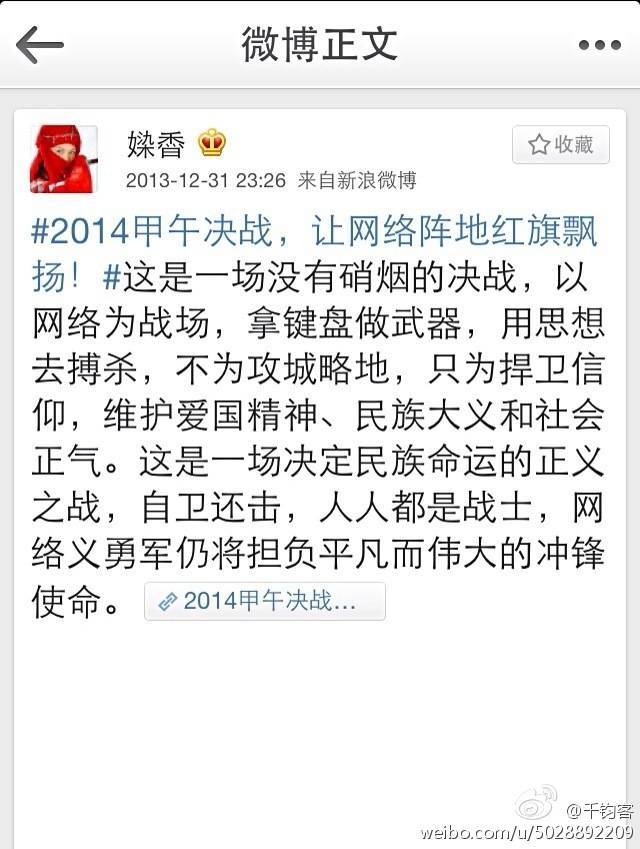 微博正文
媣香
收藏
2013-12-31 23:26 来自新浪微博
#2014甲午决战，让网络阵地红旗飘
扬！#这是一场没有硝烟的决战，以
网络为战场，拿键盘做武器，用思想
去搏杀，不为攻城略地，只为捍卫信
仰，维护爱国精神、民族大义和社会
正气。这是一场决定民族命运的正义
之战，自卫还击，人人都是战士，网
络义勇军仍将担负平凡而伟大的冲锋
使命。 2014甲午决战...
@千钧客
weibo.com/u/5028892209